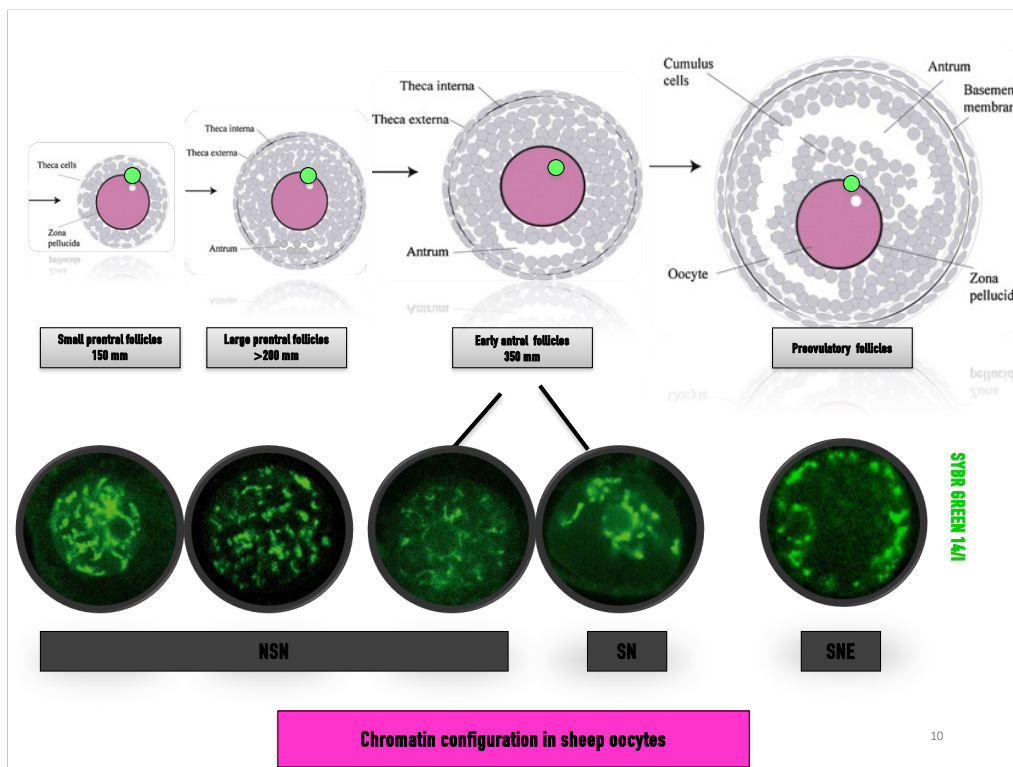 Theca cells
Zona
pellucida
Theca interna
Theca externa
Antrum
Theca interna
Theca externa
Antrum
Cumulus
cells
Antrum
Basemen
membran
Oocyte
Zona
pellucid
Small prentral follicles
150 mm
Large prentral follicles
>200 mm
Early antral follicles
350 mm
Preovulatory follicles
SYBR GREEN 14/I
NSN
SN
SNE
Chromatin configuration in sheep oocytes
10